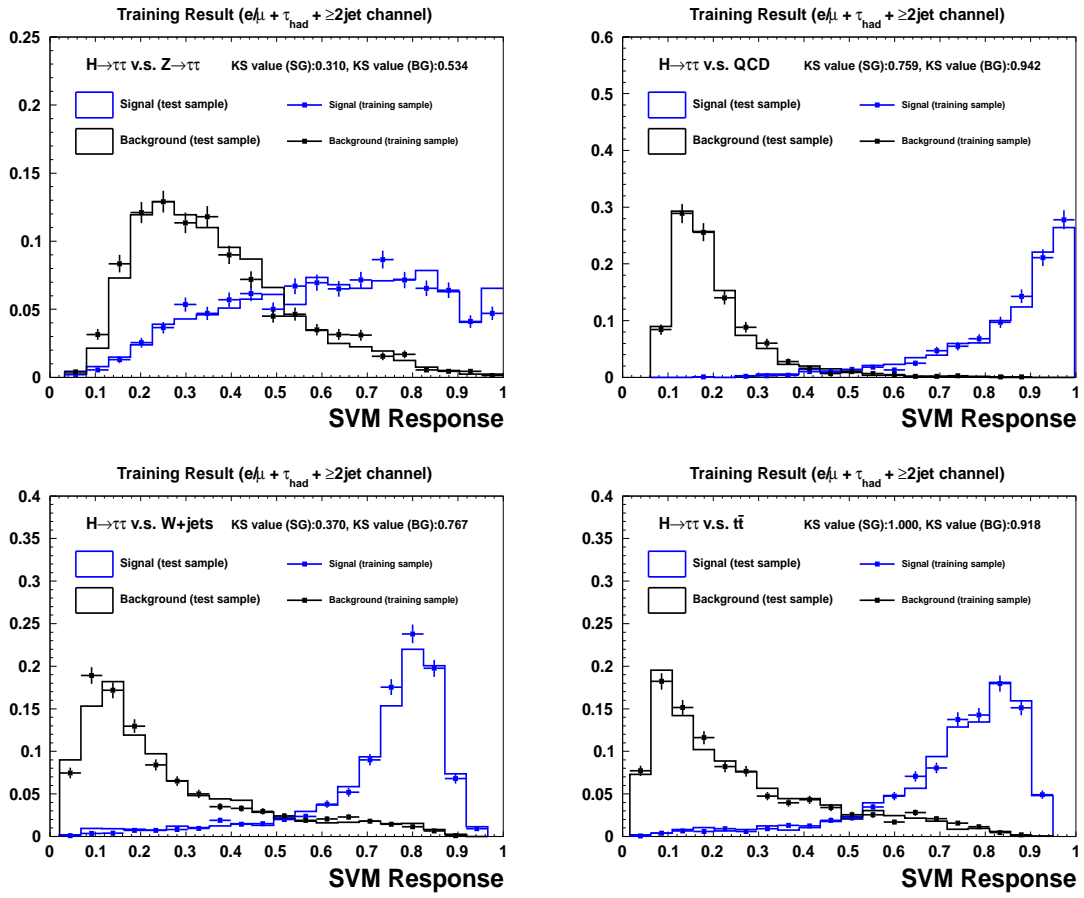 Training Result (e/μ + τhad + ≥2jet channel)
0.25
0.2
0.15
0.1
0.05
0
H→ττ v.s. Z→ττ KS value (SG):0.310, KS value (BG):0.534
Signal (test sample) Signal (training sample)
Background (test sample) Background (training sample)
0 0.1 0.2 0.3 0.4 0.5 0.6 0.7 0.8 0.9 1
SVM Response
Training Result (e/μ + τhad + ≥2jet channel)
0.6
0.5
0.4
0.3
0.2
0.1
0
H→ττ v.s. QCD KS value (SG):0.759, KS value (BG):0.942
Signal (test sample) Signal (training sample)
Background (test sample) Background (training sample)
0 0.1 0.2 0.3 0.4 0.5 0.6 0.7 0.8 0.9 1
SVM Response
Training Result (e/μ + τhad + ≥2jet channel)
0.4
0.35
0.3
0.25
0.2
0.15
0.1
0.05
0
H→ττ v.s. W+jets KS value (SG):0.370, KS value (BG):0.767
Signal (test sample) Signal (training sample)
Background (test sample) Background (training sample)
0 0.1 0.2 0.3 0.4 0.5 0.6 0.7 0.8 0.9 1
SVM Response
Training Result (e/μ + τhad + ≥2jet channel)
0.4
0.35
0.3
0.25
0.2
0.15
0.1
0.05
0
H→ττ v.s. tt̄ KS value (SG):1.000, KS value (BG):0.918
Signal (test sample) Signal (training sample)
Background (test sample) Background (training sample)
0 0.1 0.2 0.3 0.4 0.5 0.6 0.7 0.8 0.9 1
SVM Response